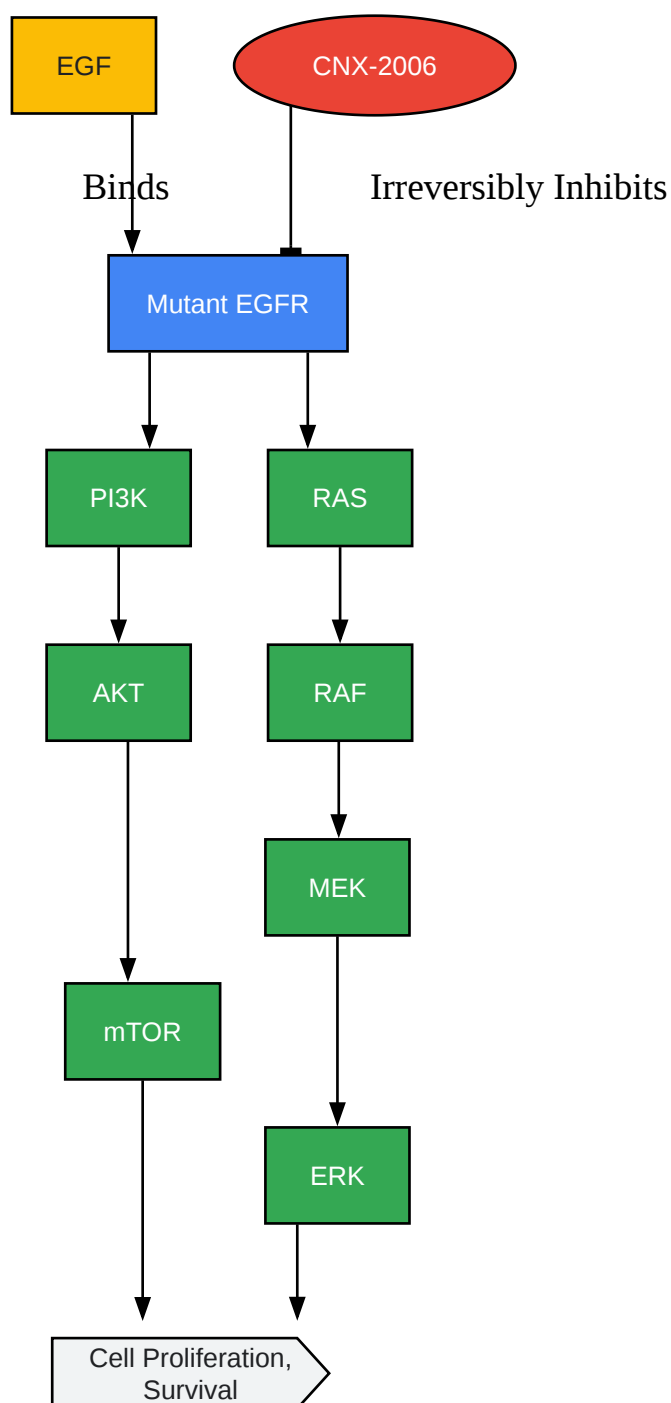 EGF
CNX-2006
Binds
Irreversibly Inhibits
Mutant EGFR
PI3K
RAS
AKT
RAF
MEK
mTOR
ERK
Cell Proliferation,
Survival